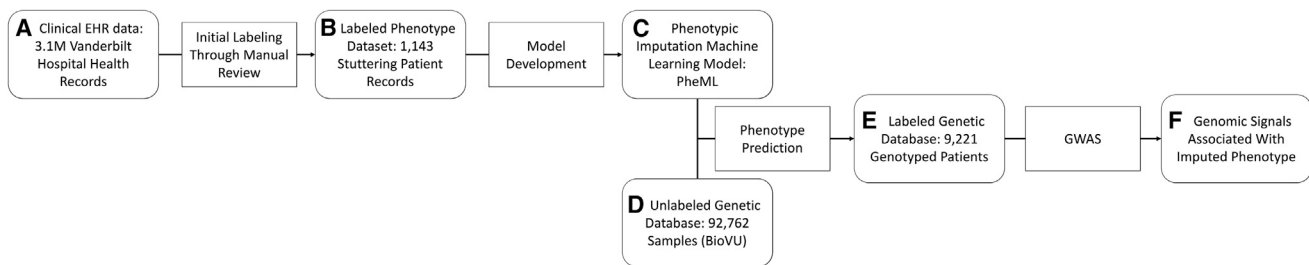 A Clinical EHR data:
3.1M Vanderbilt
Hospital Health
Records
Initial Labeling
Through Manual
Review
B Labeled Phenotype
Dataset: 1,143
Stuttering Patient
Records
Model
Development
C Phenotypic
Imputation Machine
Learning Model:
PheML
Phenotype
Prediction
D Unlabeled Genetic
Database: 92,762
Samples (BioVU)
E Labeled Genetic
Database: 9,221
Genotyped Patients
GWAS
F Genomic Signals
Associated With
Imputed Phenotype